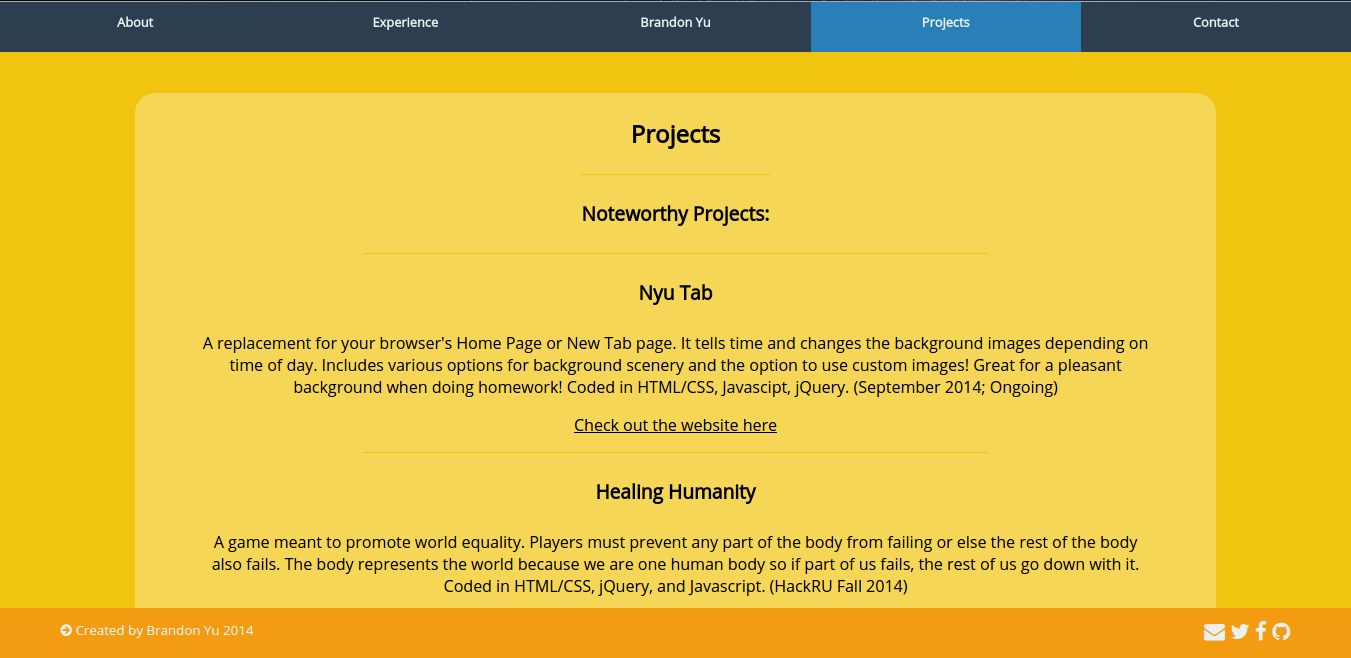 About Experience Brandon Yu Projects Contact
Projects
Noteworthy Projects:
Nyu Tab
A replacement for your browser's Home Page or New Tab page. It tells time and changes the background images depending on
time of day. Includes various options for background scenery and the option to use custom images! Great for a pleasant
background when doing homework! Coded in HTML/CSS, Javascipt, jQuery. (September 2014; Ongoing)
Check out the website here
Healing Humanity
A game meant to promote world equality. Players must prevent any part of the body from failing or else the rest of the body
also fails. The body represents the world because we are one human body so if part of us fails, the rest of us go down with it.
Coded in HTML/CSS, jQuery, and Javascript. (HackRU Fall 2014)
Created by Brandon Yu 2014